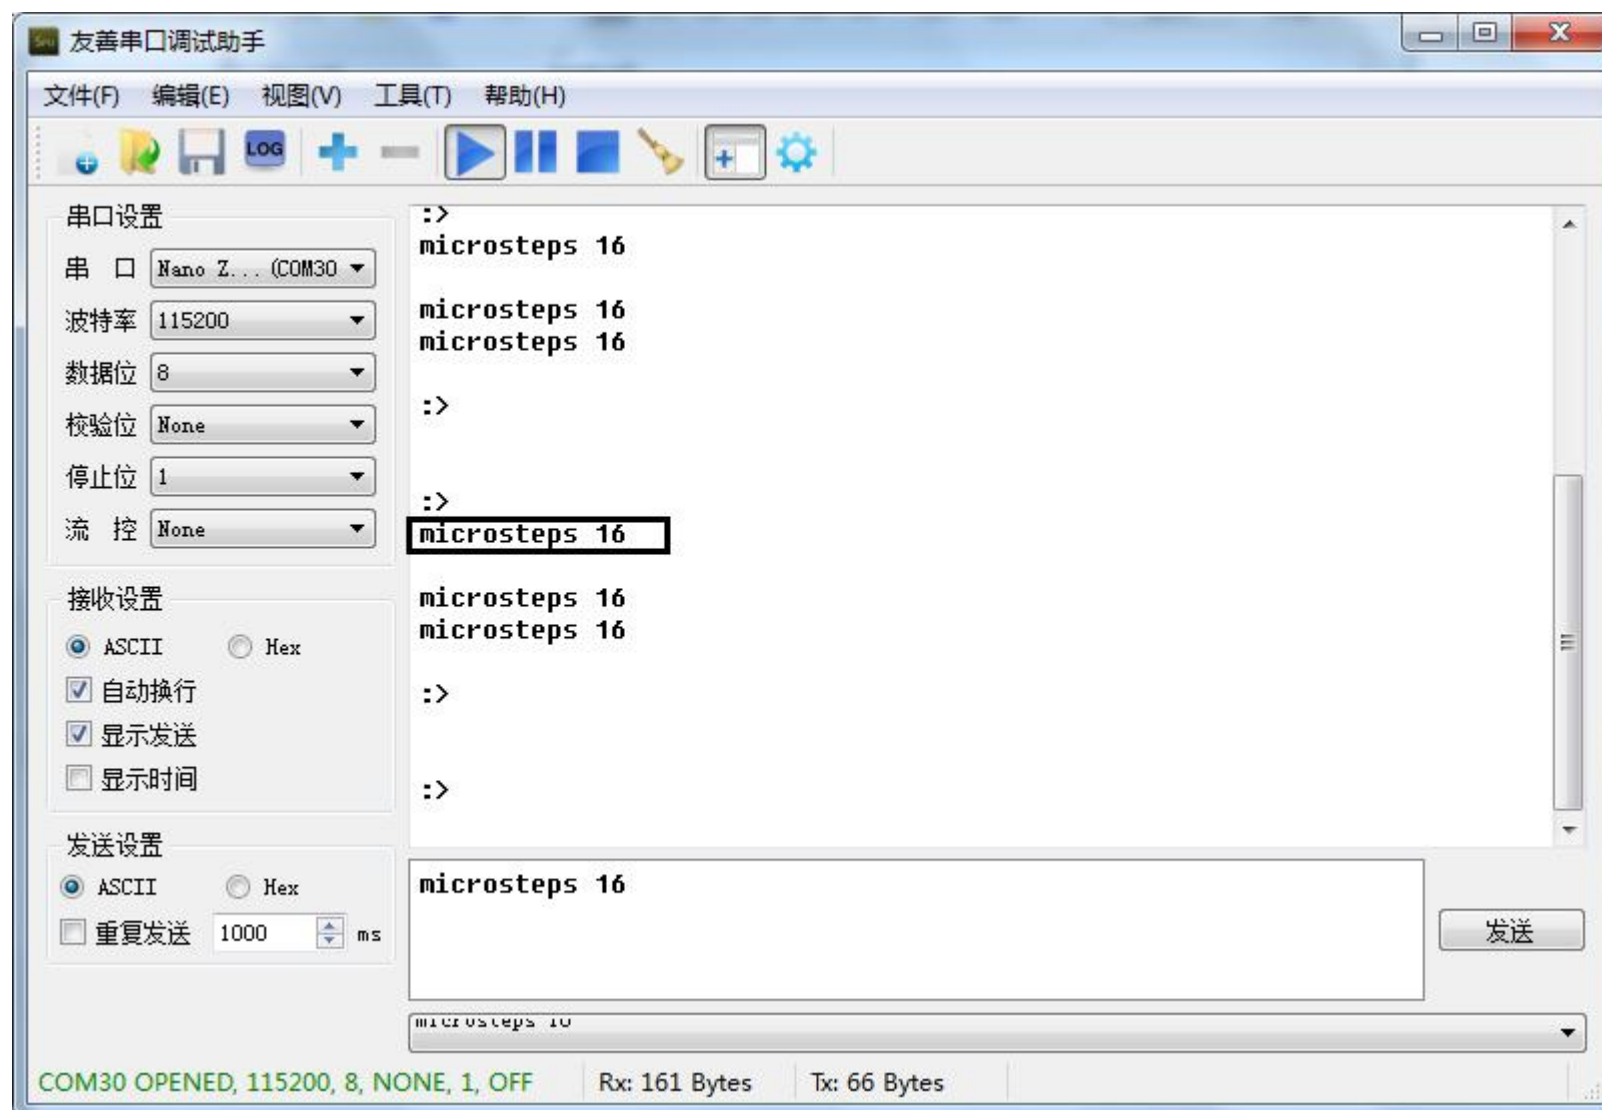 友善串口调试助手
文件(F) 编辑(E) 视图(V) 工具(T) 帮助(H)
LOG
串口设置
串 口 Nano Z... (COM30
波特率 115200
数据位 8
校验位 None
停止位 1
流 控 None
接收设置
ASCII Hex
自动换行
显示发送
显示时间
发送设置
ASCII Hex
重复发送 1000 ms
:>
microsteps 16
microsteps 16
microsteps 16
:>
:>
microsteps 16
microsteps 16
microsteps 16
:>
:>
microsteps 16
发送
microsteps 16
COM30 OPENED, 115200, 8, NONE, 1, OFF Rx: 161 Bytes Tx: 66 Bytes